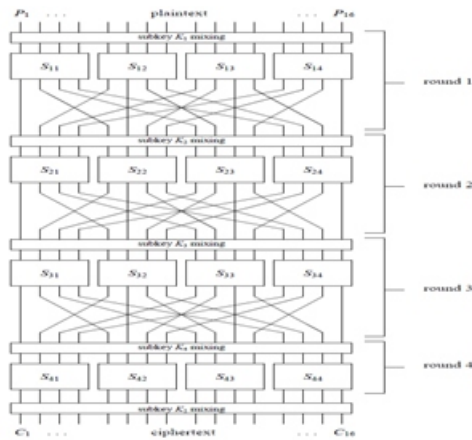 P₁ ... plaintext ... P₁₆
subkey K₁ mixing
S₁₁ S₁₂ S₁₃ S₁₄
round 1
subkey K₂ mixing
S₂₁ S₂₂ S₂₃ S₂₄
round 2
subkey K₃ mixing
S₃₁ S₃₂ S₃₃ S₃₄
round 3
subkey K₄ mixing
S₄₁ S₄₂ S₄₃ S₄₄
round 4
subkey K₅ mixing
C₁ ... ciphertext ... C₁₆